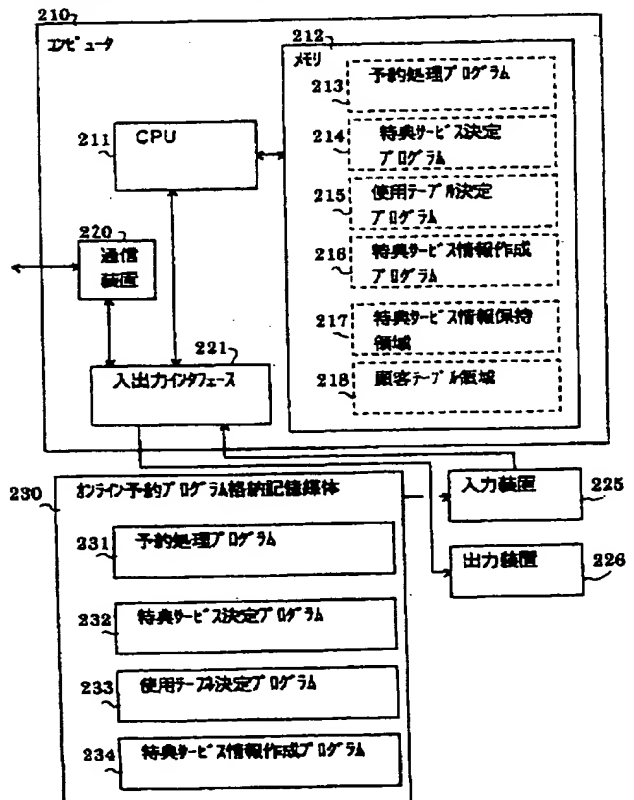 210
コンピュータ
212
メモリ
213
予約処理プログラム
214
特典サービス決定
プログラム
211
CPU
215
使用テーブル決定
プログラム
220
通信
装置
216
特典サービス情報作成
プログラム
217
特典サービス情報保持
領域
221
入出力インタフェース
218
顧客テーブル領域
230
オンライン予約プログラム格納記憶媒体
入力装置
225
231
予約処理プログラム
出力装置
226
232
特典サービス決定プログラム
233
使用テーブル決定プログラム
234
特典サービス情報作成プログラム